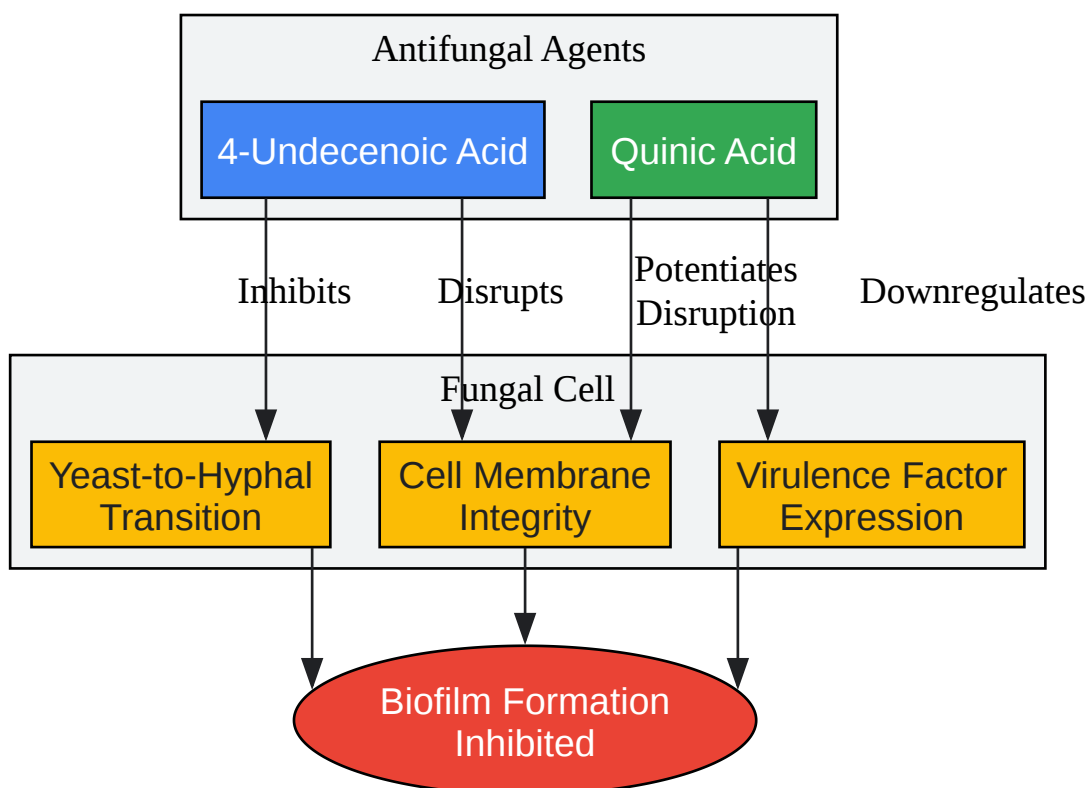 Antifungal Agents
4-Undecenoic Acid
Quinic Acid
Inhibits
Disrupts
Potentiates
Disruption
Downregulates
Fungal Cell
Yeast-to-Hyphal
Transition
Cell Membrane
Integrity
Virulence Factor
Expression
Biofilm Formation
Inhibited